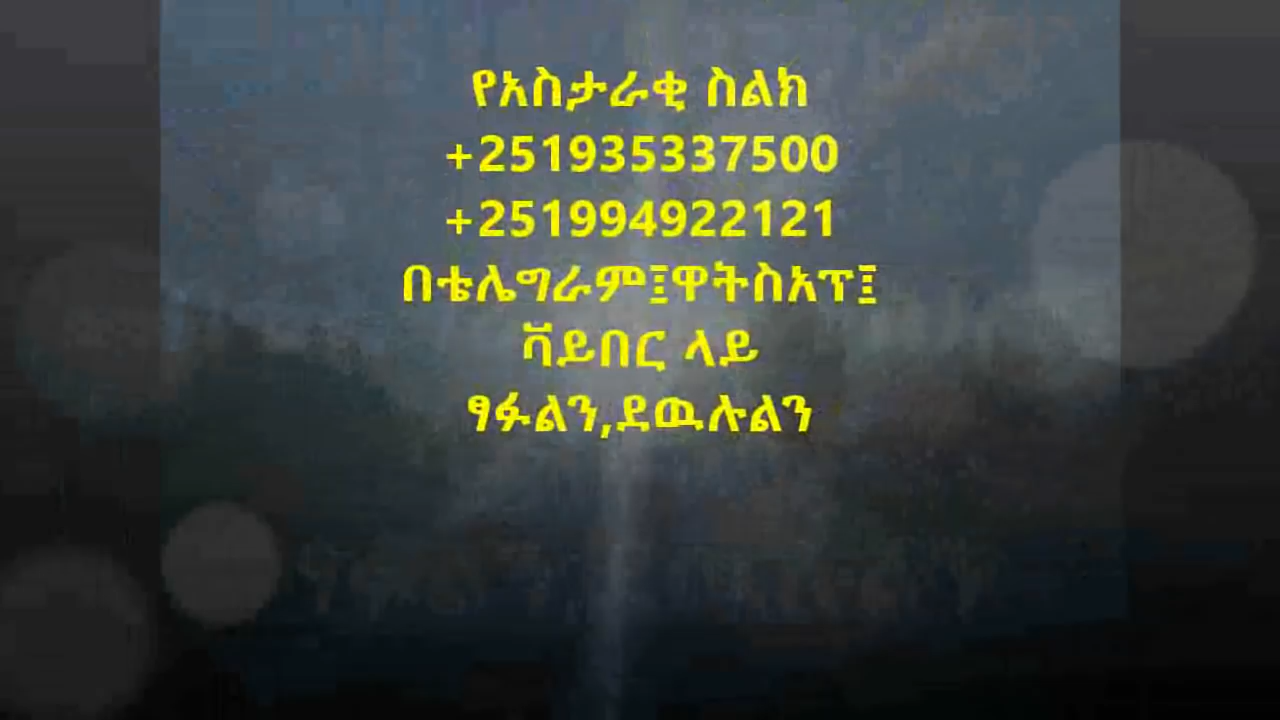 የአስታራቂ ስልክ
+251935337500
+251994922121
በቴሌግራም፤ዋትስአፕ፤
ቫይበር ላይ
ፃፉልን,ደዉሉልን